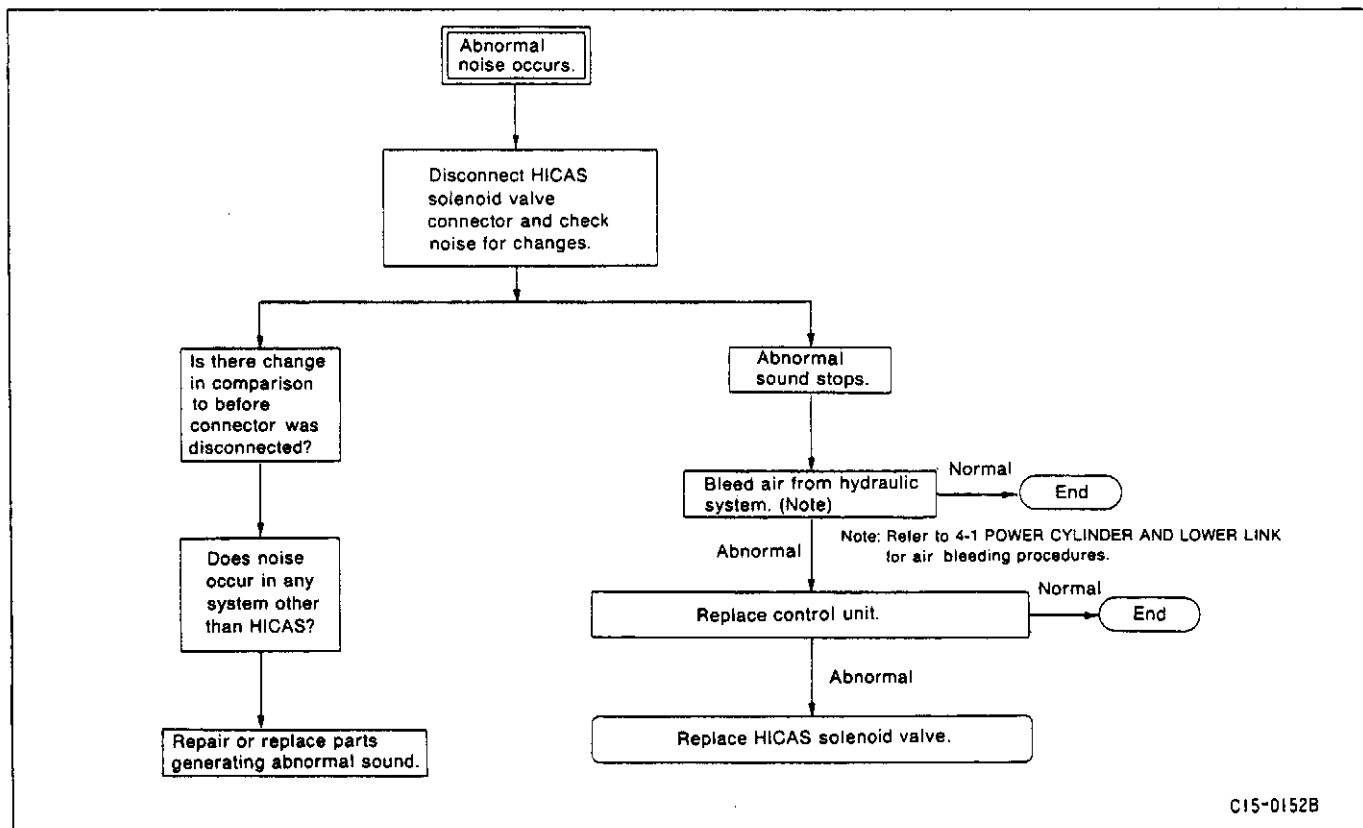 Abnormal
noise occurs.
Disconnect HICAS
solenoid valve
connector and check
noise for changes.
Is there change
in comparison
to before
connector was
disconnected?
Does noise
occur in any
system other
than HICAS?
Repair or replace parts
generating abnormal sound.
Abnormal
sound stops.
Bleed air from hydraulic
system. (Note)
Normal
End
Note: Refer to 4-1 POWER CYLINDER AND LOWER LINK
for air bleeding procedures.
Abnormal
Replace control unit.
Normal
End
Abnormal
Replace HICAS solenoid valve.
C15-0152B